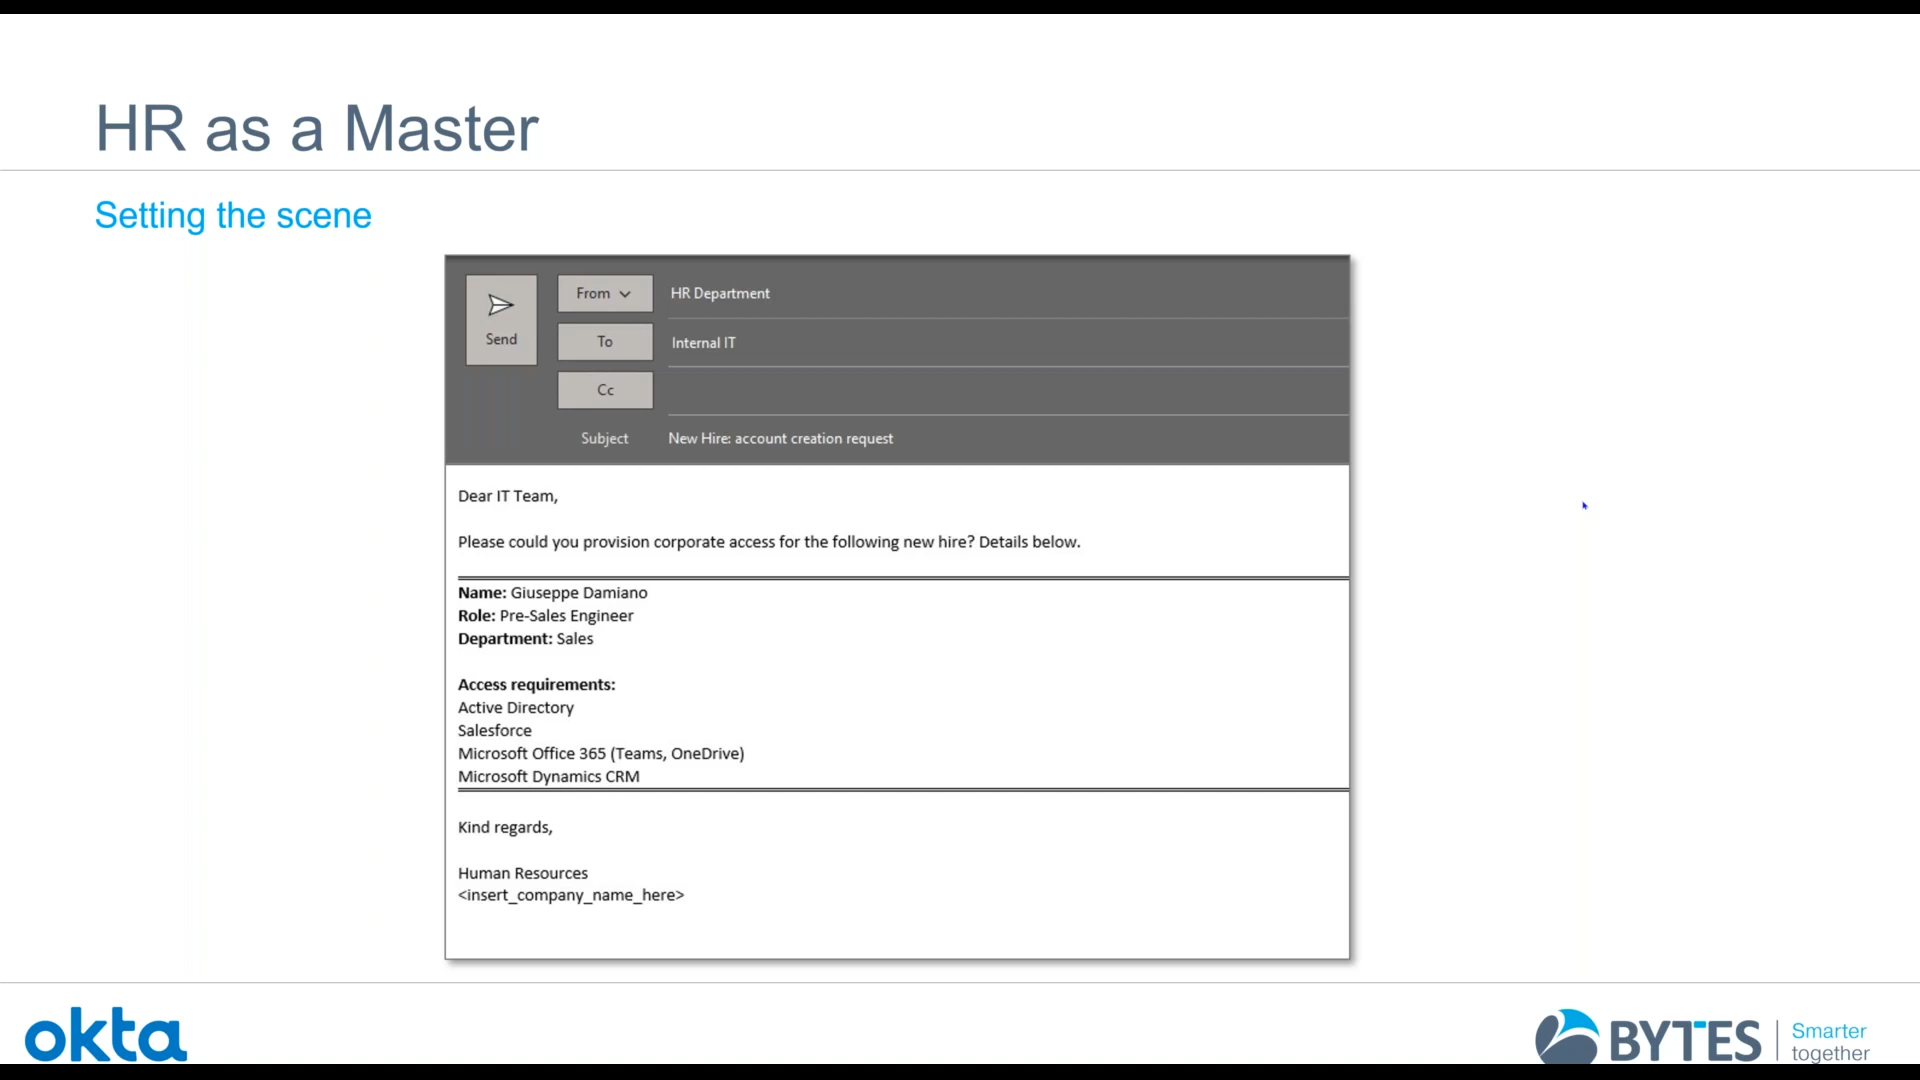 HR as a Master
Setting the scene
Send
From
HR Department
To
Internal IT
Cc
Subject
New Hire: account creation request
Dear IT Team,
Please could you provision corporate access for the following new hire? Details below.
Name: Giuseppe Damiano
Role: Pre-Sales Engineer
Department: Sales
Access requirements:
Active Directory
Salesforce
Microsoft Office 365 (Teams, OneDrive)
Microsoft Dynamics CRM
Kind regards,
Human Resources
<insert_company_name_here>
okta
BYTES
Smarter
together